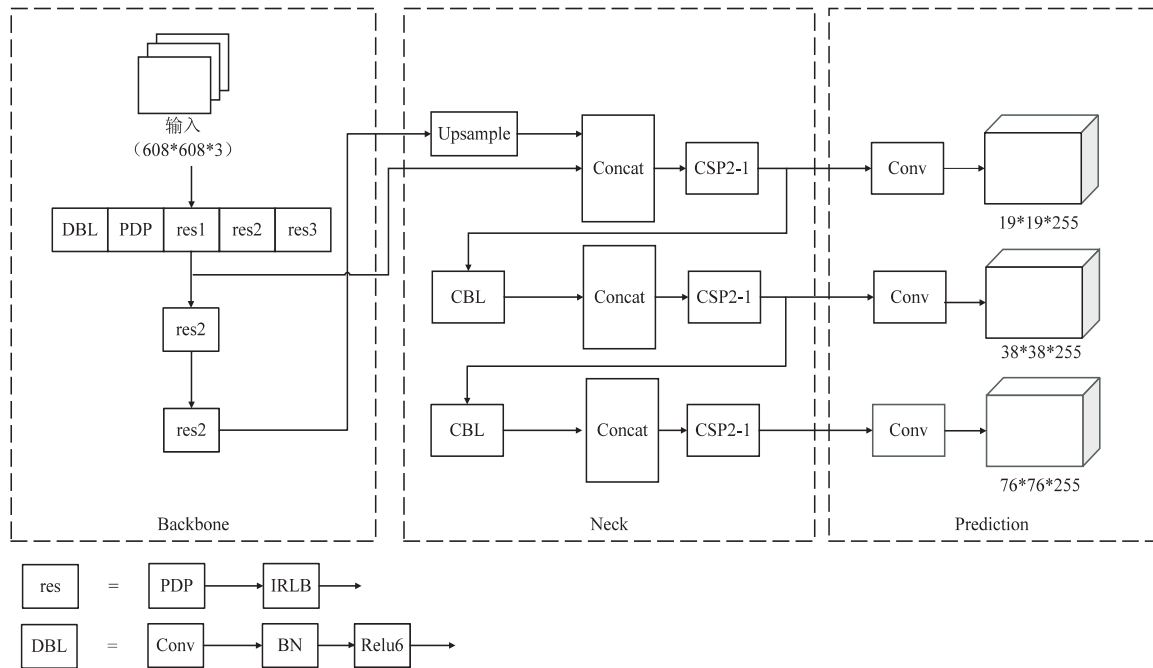 输入
（608*608*3）
DBL PDP res1 res2 res3
res2
res2
Backbone
Upsample
Concat
CSP2-1
CBL
Concat
CSP2-1
CBL
Concat
CSP2-1
Neck
Conv
19*19*255
Conv
38*38*255
Conv
76*76*255
Prediction
res = PDP IRLB
DBL = Conv BN Relu6